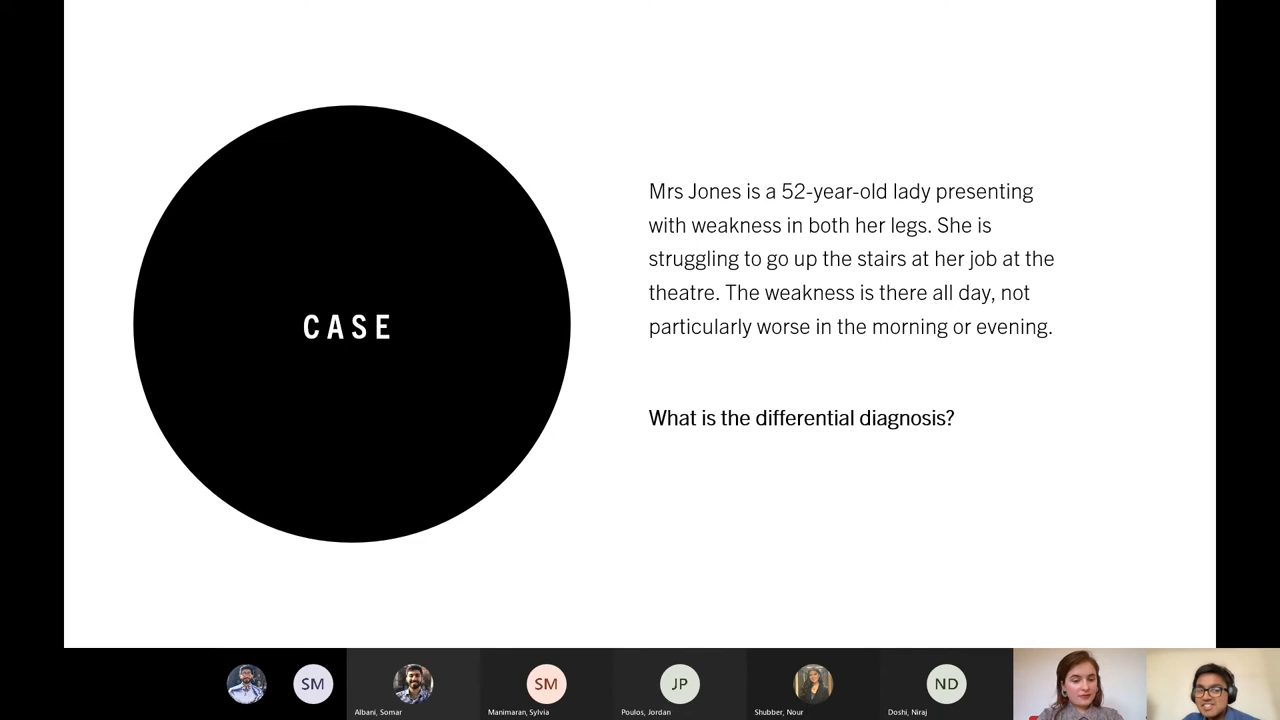 CASE
Mrs Jones is a 52-year-old lady presenting
with weakness in both her legs. She is
struggling to go up the stairs at her job at the
theatre. The weakness is there all day, not
particularly worse in the morning or evening.
What is the differential diagnosis?
SM
SM
JP
ND
Albani, Somar
Manimaran, Sylvia
Poulos, Jordan
Shubber, Nour
Doshi, Niraj